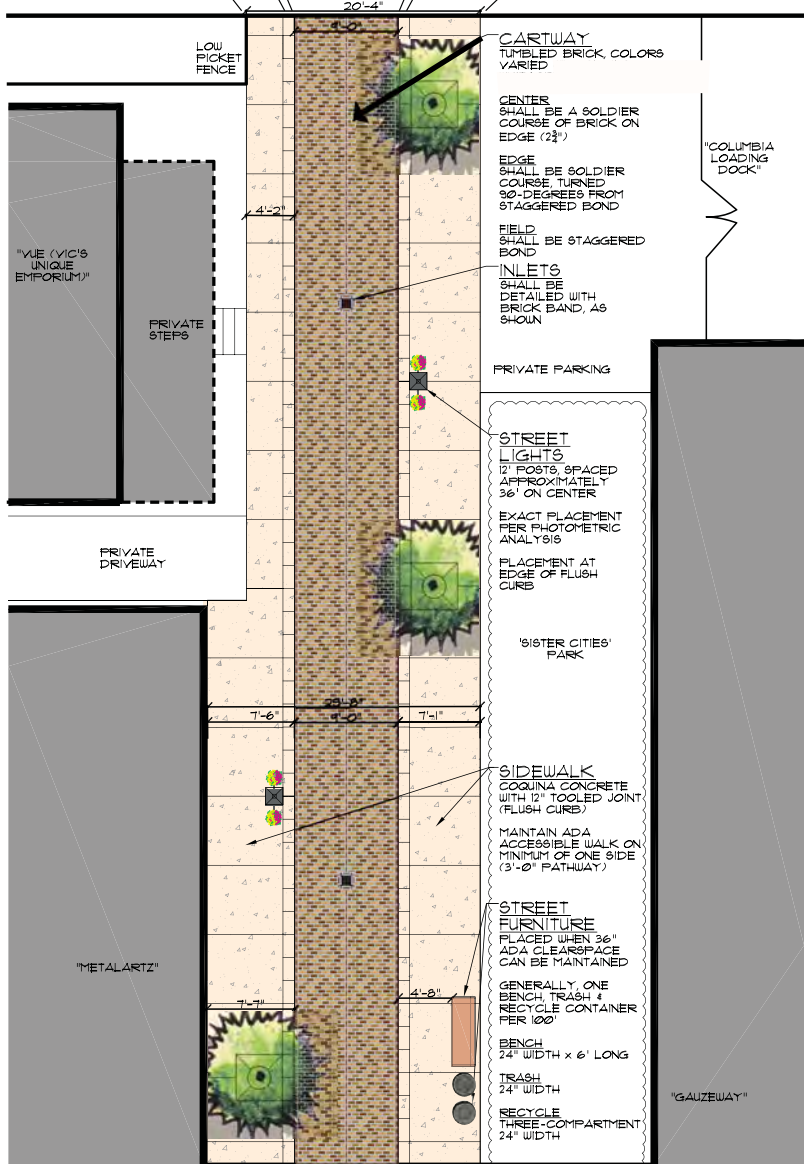 20'-4"
9'-0"
LOW
PICKET
FENCE
CARTWAY
TUMBLED BRICK, COLORS
VARIED
CENTER
SHALL BE A SOLDIER
COURSE OF BRICK ON
EDGE (2¾")
EDGE
SHALL BE SOLDIER
COURSE, TURNED
90-DEGREES FROM
STAGGERED BOND
FIELD
SHALL BE STAGGERED
BOND
"COLUMBIA
LOADING
DOCK"
4'-2"
"VUE (VIC'S
UNIQUE
EMPORIUM)"
PRIVATE
STEPS
INLETS
SHALL BE
DETAILED WITH
BRICK BAND, AS
SHOWN
PRIVATE PARKING
STREET
LIGHTS
12' POSTS, SPACED
APPROXIMATELY
36' ON CENTER
EXACT PLACEMENT
PER PHOTOMETRIC
ANALYSIS
PLACEMENT AT
EDGE OF FLUSH
CURB
PRIVATE
DRIVEWAY
'SISTER CITIES'
PARK
23'-8"
7'-6"
9'-0"
7'-1"
SIDEWALK
COQUINA CONCRETE
WITH 12" TOOLED JOINT
(FLUSH CURB)
MAINTAIN ADA
ACCESSIBLE WALK ON
MINIMUM OF ONE SIDE
(3'-0" PATHWAY)
STREET
FURNITURE
PLACED WHEN 36"
ADA CLEARSPACE
CAN BE MAINTAINED
GENERALLY, ONE
BENCH, TRASH &
RECYCLE CONTAINER
PER 100'
BENCH
24" WIDTH x 6' LONG
TRASH
24" WIDTH
RECYCLE
THREE-COMPARTMENT
24" WIDTH
"METALARTZ"
7'-7"
4'-8"
"GAUZEWAY"